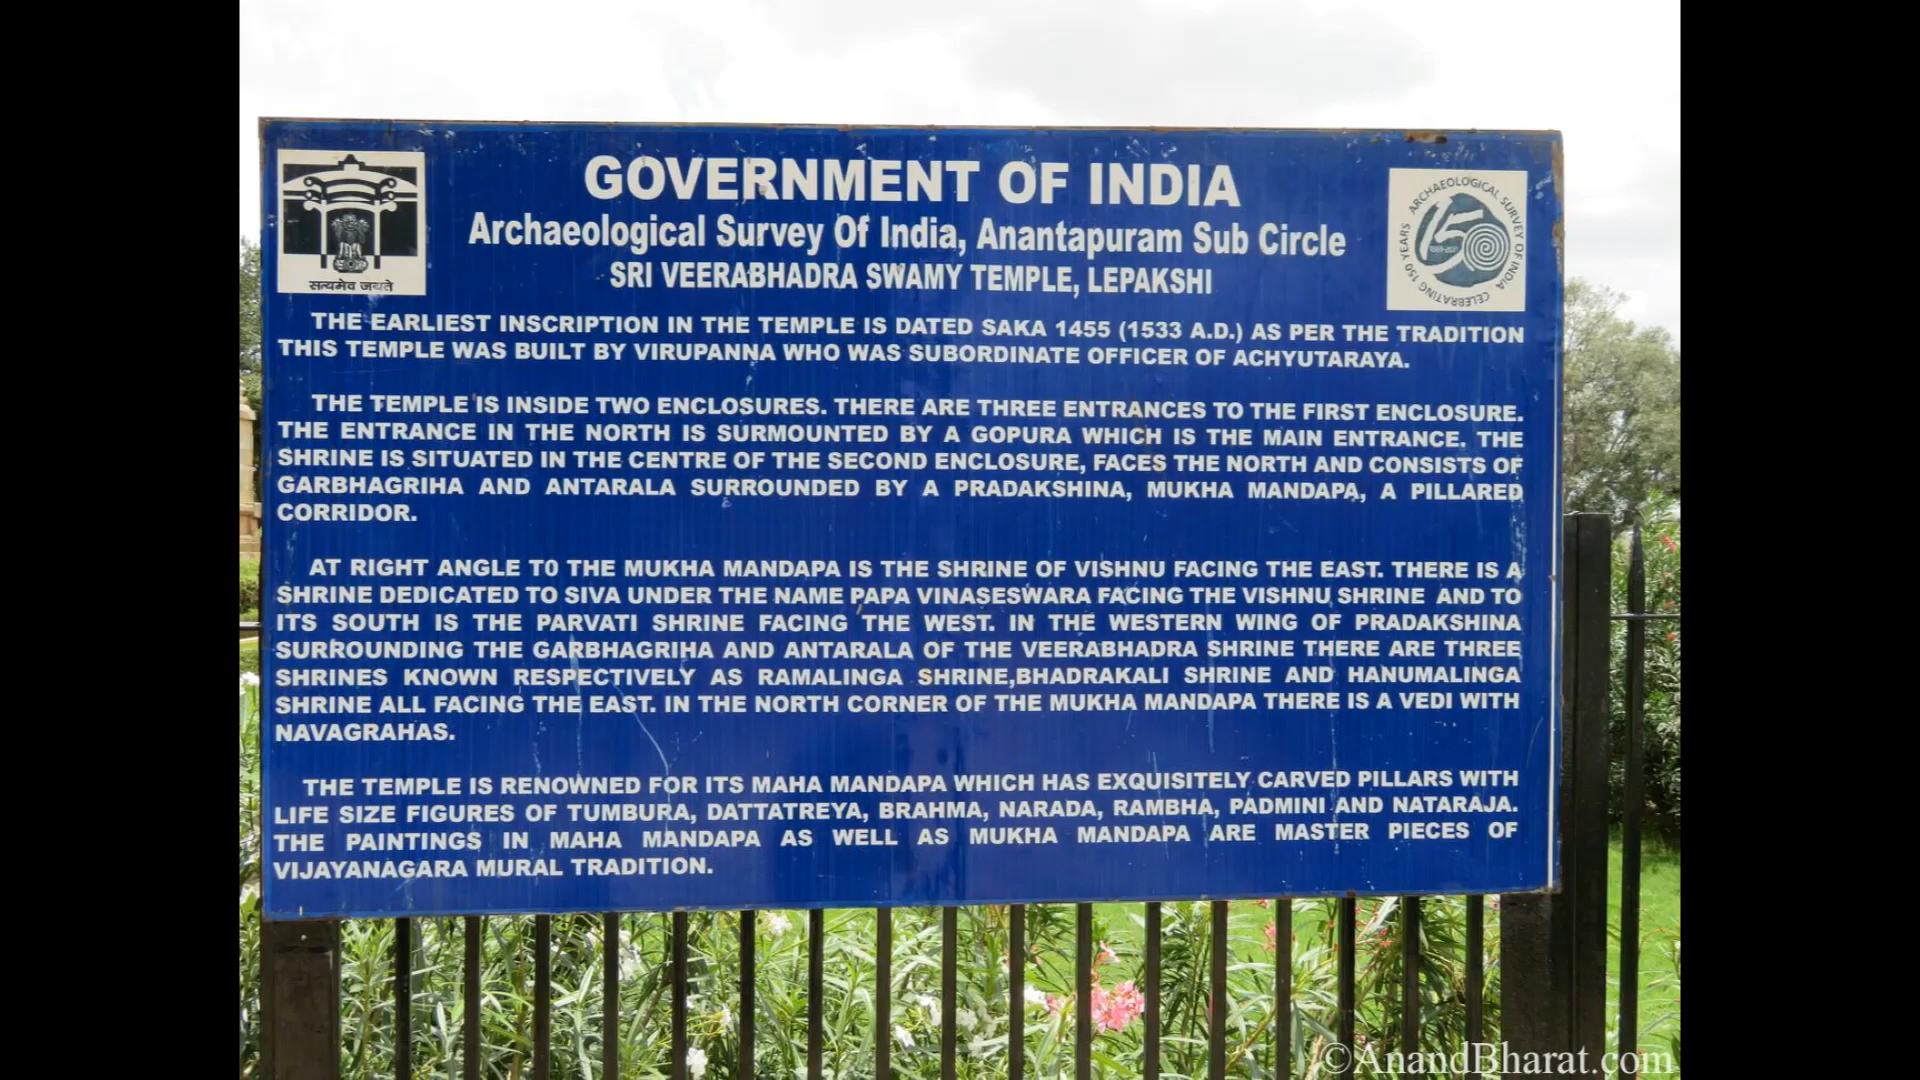 GOVERNMENT OF INDIA
Archaeological Survey Of India, Anantapuram Sub Circle
SRI VEERABHADRA SWAMY TEMPLE, LEPAKSHI
सत्यमेव जयते
ARCHAEOLOGICAL SURVEY OF INDIA
CELEBRATING 150 YEARS
150
THE EARLIEST INSCRIPTION IN THE TEMPLE IS DATED SAKA 1455 (1533 A.D.) AS PER THE TRADITION
THIS TEMPLE WAS BUILT BY VIRUPANNA WHO WAS SUBORDINATE OFFICER OF ACHYUTARAYA.
THE TEMPLE IS INSIDE TWO ENCLOSURES. THERE ARE THREE ENTRANCES TO THE FIRST ENCLOSURE.
THE ENTRANCE IN THE NORTH IS SURMOUNTED BY A GOPURA WHICH IS THE MAIN ENTRANCE. THE
SHRINE IS SITUATED IN THE CENTRE OF THE SECOND ENCLOSURE, FACES THE NORTH AND CONSISTS OF
GARBHAGRIHA AND ANTARALA SURROUNDED BY A PRADAKSHINA, MUKHA MANDAPA, A PILLARED
CORRIDOR.
AT RIGHT ANGLE T0 THE MUKHA MANDAPA IS THE SHRINE OF VISHNU FACING THE EAST. THERE IS A
SHRINE DEDICATED TO SIVA UNDER THE NAME PAPA VINASESWARA FACING THE VISHNU SHRINE AND TO
ITS SOUTH IS THE PARVATI SHRINE FACING THE WEST. IN THE WESTERN WING OF PRADAKSHINA
SURROUNDING THE GARBHAGRIHA AND ANTARALA OF THE VEERABHADRA SHRINE THERE ARE THREE
SHRINES KNOWN RESPECTIVELY AS RAMALINGA SHRINE,BHADRAKALI SHRINE AND HANUMALINGA
SHRINE ALL FACING THE EAST. IN THE NORTH CORNER OF THE MUKHA MANDAPA THERE IS A VEDI WITH
NAVAGRAHAS.
THE TEMPLE IS RENOWNED FOR ITS MAHA MANDAPA WHICH HAS EXQUISITELY CARVED PILLARS WITH
LIFE SIZE FIGURES OF TUMBURA, DATTATREYA, BRAHMA, NARADA, RAMBHA, PADMINI AND NATARAJA.
THE PAINTINGS IN MAHA MANDAPA AS WELL AS MUKHA MANDAPA ARE MASTER PIECES OF
VIJAYANAGARA MURAL TRADITION.
©AnandBharat.com